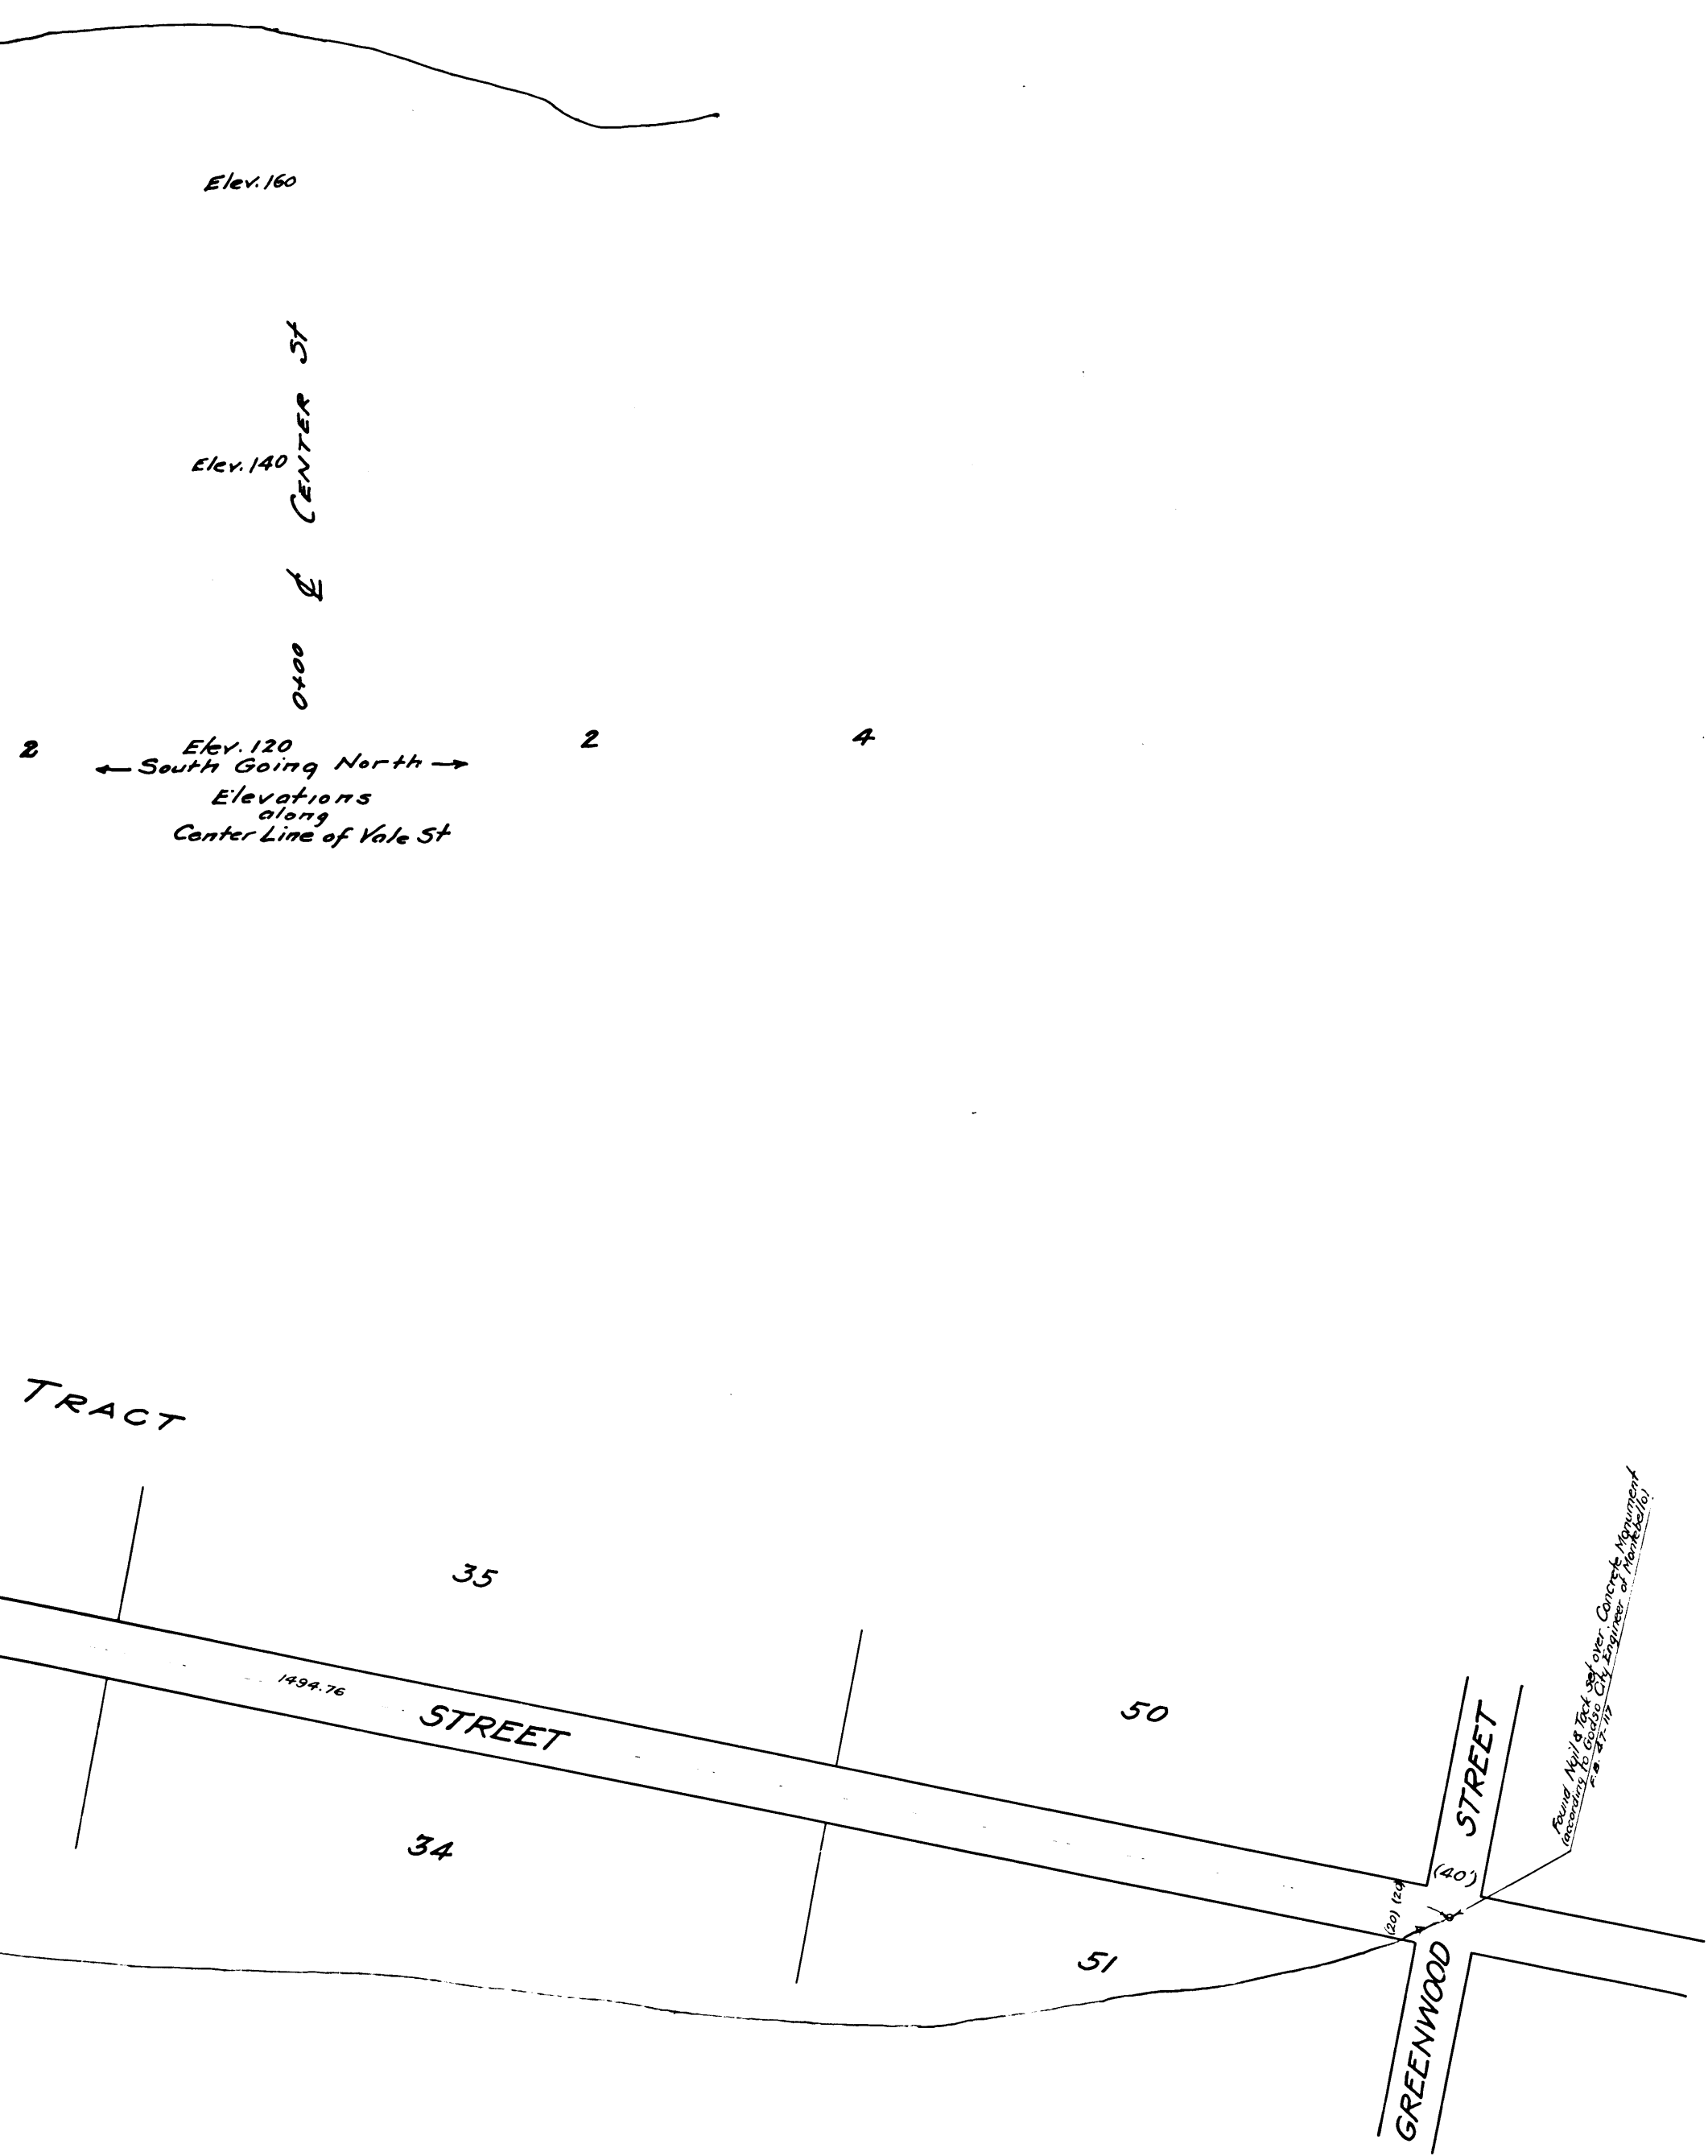 Elev. 160
Elev. 140
0+00 ℄ CENTER St
2
2
4
Elev. 120
← South Going North →
Elevations
along
Center Line of Vale St
TRACT
35
1494.76
STREET
50
34
51
(20) (20)
(40')
GREENWOOD STREET
Found Nail & Tack set over Concrete Monument
(according to Godso City Engineer of Montebello)
F.B. 47-117